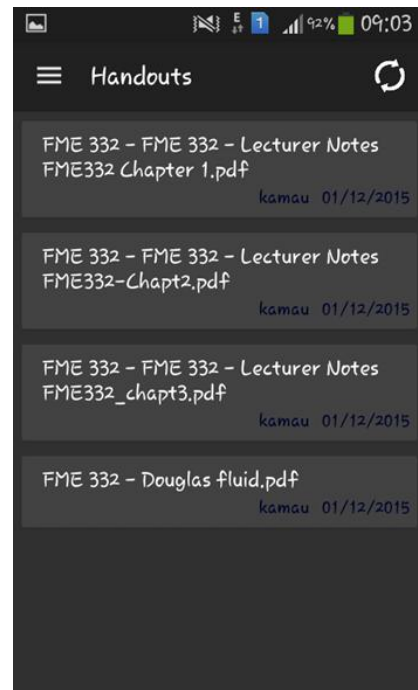 E 1 92% 09:03
Handouts
FME 332 - FME 332 - Lecturer Notes
FME332 Chapter 1.pdf
kamau 01/12/2015
FME 332 - FME 332 - Lecturer Notes
FME332-Chapt2.pdf
kamau 01/12/2015
FME 332 - FME 332 - Lecturer Notes
FME332_chapt3.pdf
kamau 01/12/2015
FME 332 - Douglas fluid.pdf
kamau 01/12/2015